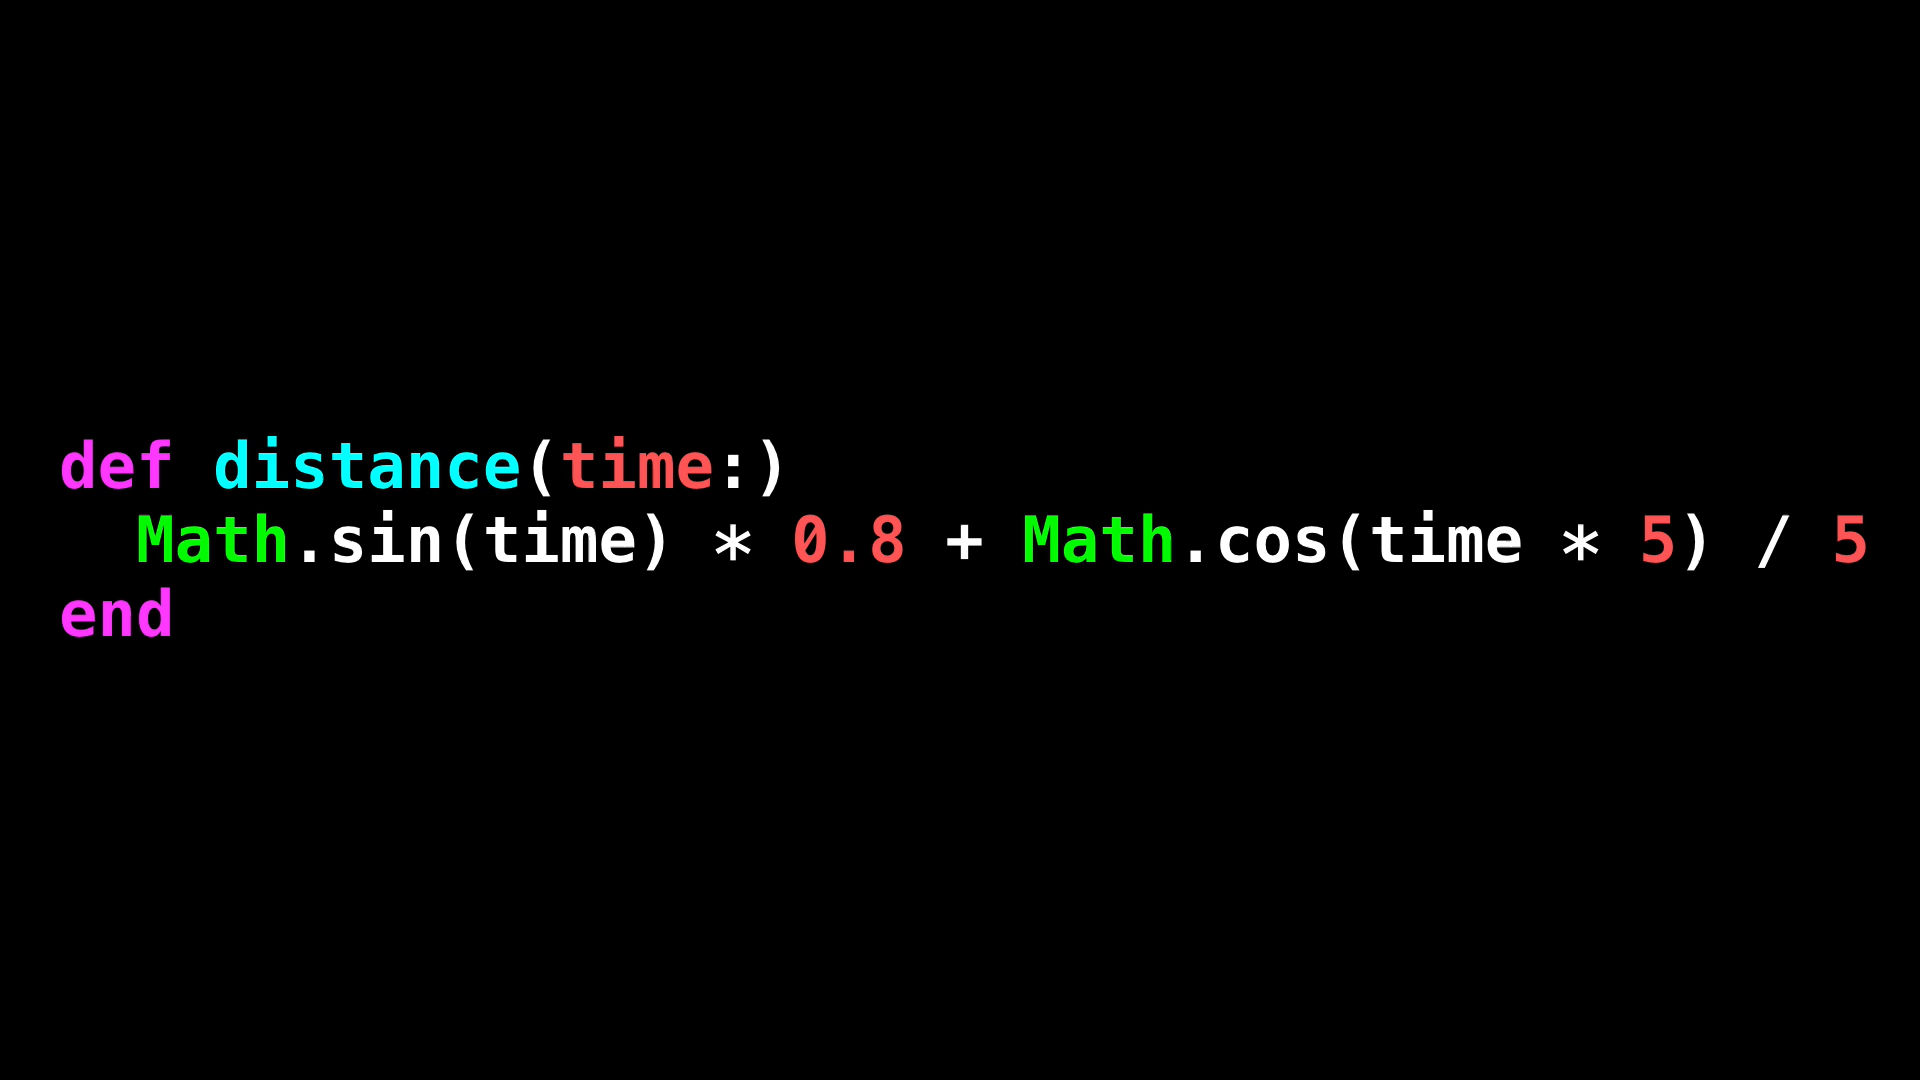 def distance(time:)
  Math.sin(time) * 0.8 + Math.cos(time * 5) / 5
end